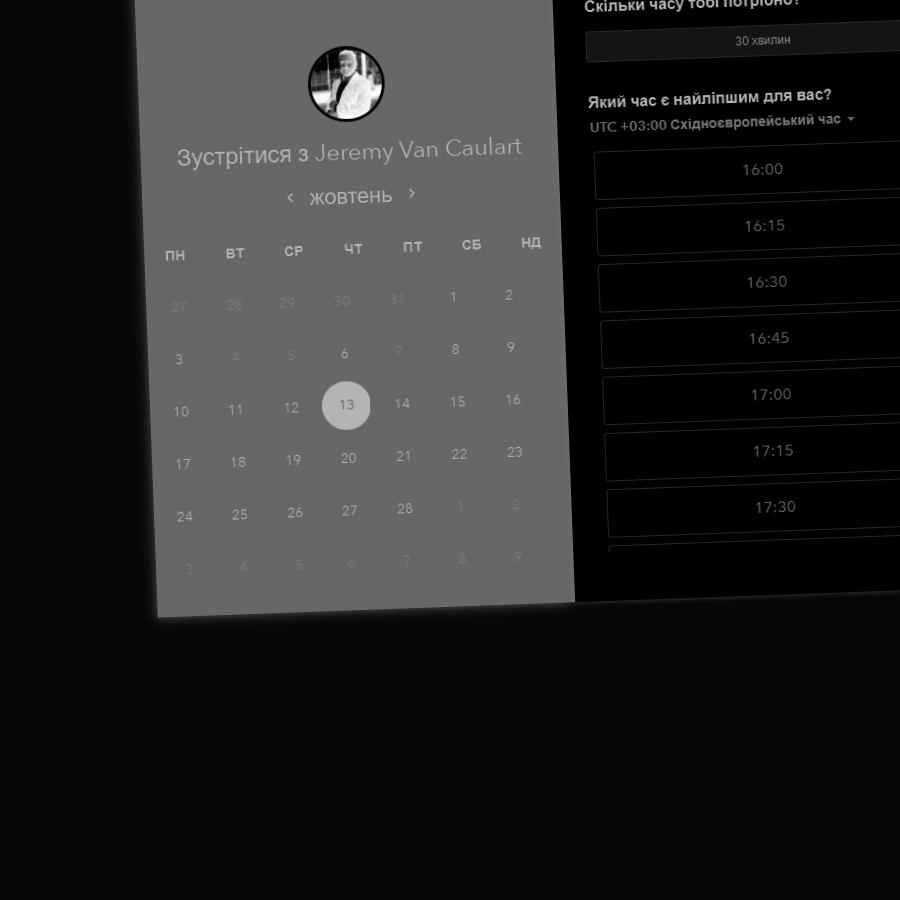 Скільки часу тобі потрібно?
30 хвилин
Який час є найліпшим для вас?
UTC +03:00 Східноєвропейський час
16:00
16:15
16:30
16:45
17:00
17:15
17:30
Зустрітися з Jeremy Van Caulart
жовтень
ПН ВТ СР ЧТ ПТ СБ НД
27 28 29 30 31 1 2
3 4 5 6 7 8 9
10 11 12 13 14 15 16
17 18 19 20 21 22 23
24 25 26 27 28 1 2
3 4 5 6 7 8 9